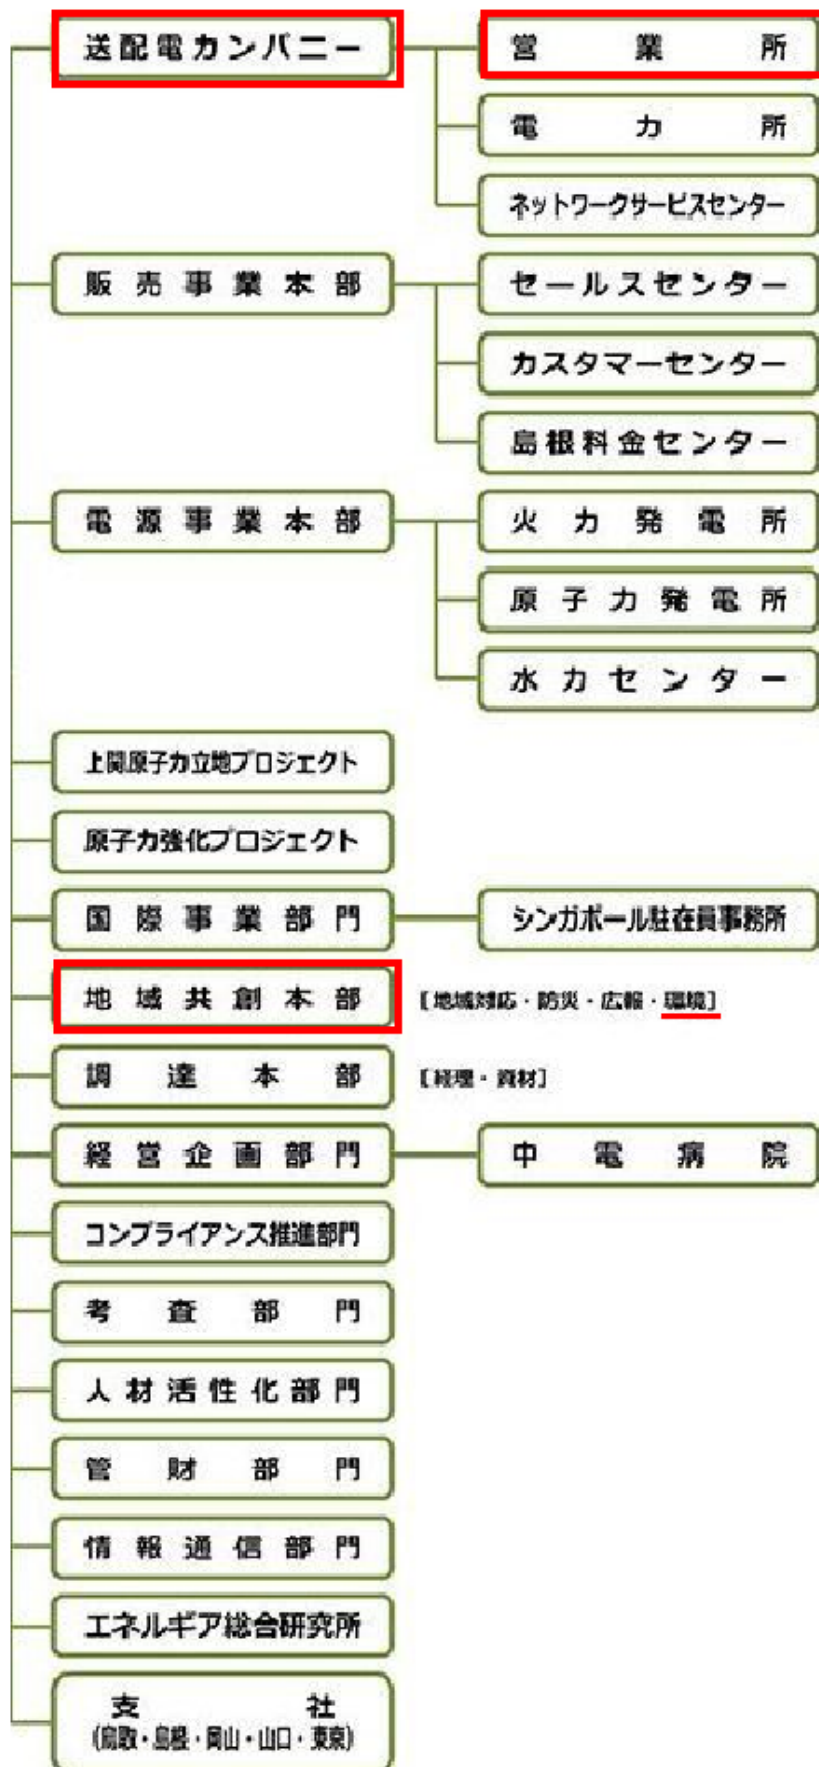 送配電カンパニー
営業所
電力所
ネットワークサービスセンター
販売事業本部
セールスセンター
カスタマーセンター
島根料金センター
電源事業本部
火力発電所
原子力発電所
水力センター
上関原子力立地プロジェクト
原子力強化プロジェクト
国際事業部門
シンガポール駐在員事務所
地域共創本部
[地域対応・防災・広報・環境]
調達本部
[経理・資材]
経営企画部門
中電病院
コンプライアンス推進部門
考査部門
人材活性化部門
管財部門
情報通信部門
エネルギア総合研究所
支社
(鳥取・島根・岡山・山口・東京)